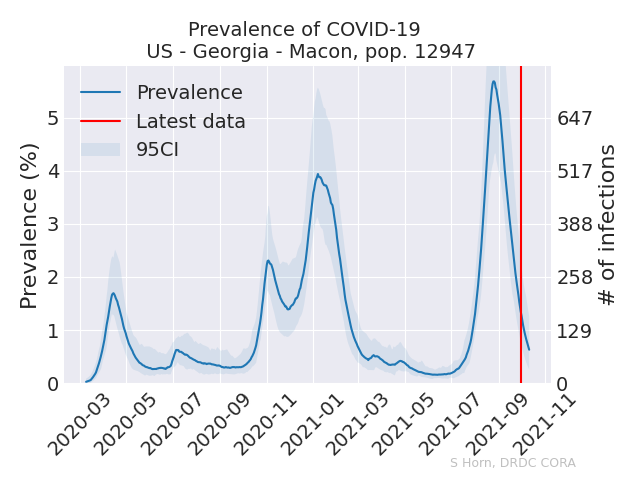 Prevalence of COVID-19
US - Georgia - Macon, pop. 12947
Prevalence
Latest data
95CI
Prevalence (%)
5
4
3
2
1
0
# of infections
647
517
388
258
129
0
2020-03
2020-05
2020-07
2020-09
2020-11
2021-01
2021-03
2021-05
2021-07
2021-09
2021-11
S Horn, DRDC CORA